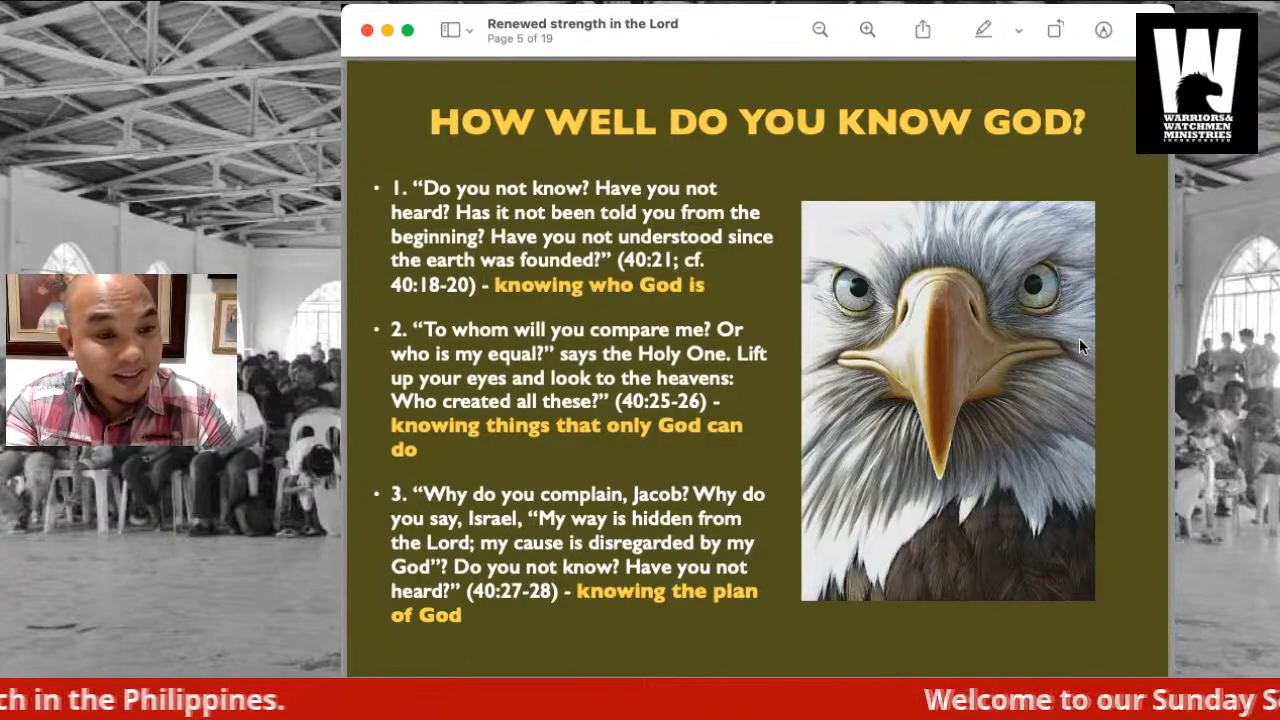 Renewed strength in the Lord
Page 5 of 19
W
WARRIORS&
WATCHMEN
MINISTRIES
INCORPORATED
HOW WELL DO YOU KNOW GOD?
• 1. “Do you not know? Have you not
heard? Has it not been told you from the
beginning? Have you not understood since
the earth was founded?” (40:21; cf.
40:18-20) - knowing who God is
• 2. “To whom will you compare me? Or
who is my equal?” says the Holy One. Lift
up your eyes and look to the heavens:
Who created all these?” (40:25-26) -
knowing things that only God can
do
• 3. “Why do you complain, Jacob? Why do
you say, Israel, “My way is hidden from
the Lord; my cause is disregarded by my
God”? Do you not know? Have you not
heard?” (40:27-28) - knowing the plan
of God
ch in the Philippines. Welcome to our Sunday S